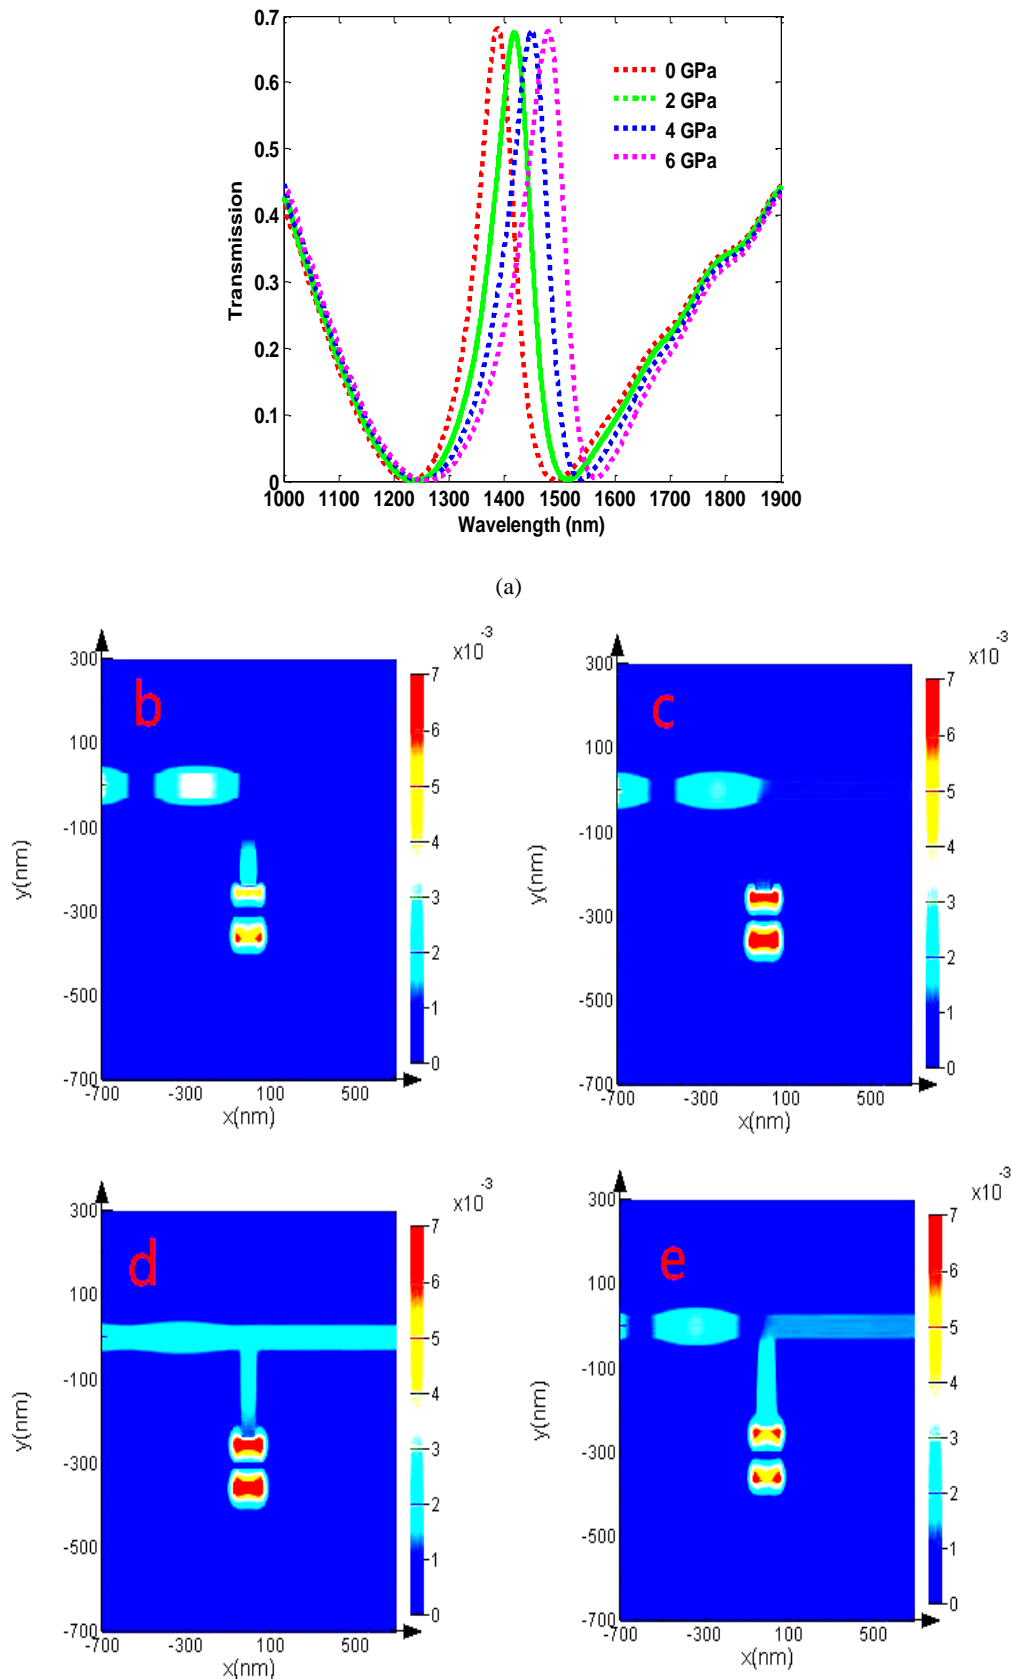 0.7
0.6
0.5
0.4
0.3
0.2
0.1
0
Transmission
0 GPa
2 GPa
4 GPa
6 GPa
1000 1100 1200 1300 1400 1500 1600 1700 1800 1900
Wavelength (nm)
(a)
b
x10^-3
300
100
-100
-300
-500
-700
y(nm)
-700 -300 100 500
x(nm)
7
6
5
4
3
2
1
0
c
x10^-3
300
100
-100
-300
-500
-700
y(nm)
-700 -300 100 500
x(nm)
7
6
5
4
3
2
1
0
d
x10^-3
300
100
-100
-300
-500
-700
y(nm)
-700 -300 100 500
x(nm)
7
6
5
4
3
2
1
0
e
x10^-3
300
100
-100
-300
-500
-700
y(nm)
-700 -300 100 500
x(nm)
7
6
5
4
3
2
1
0